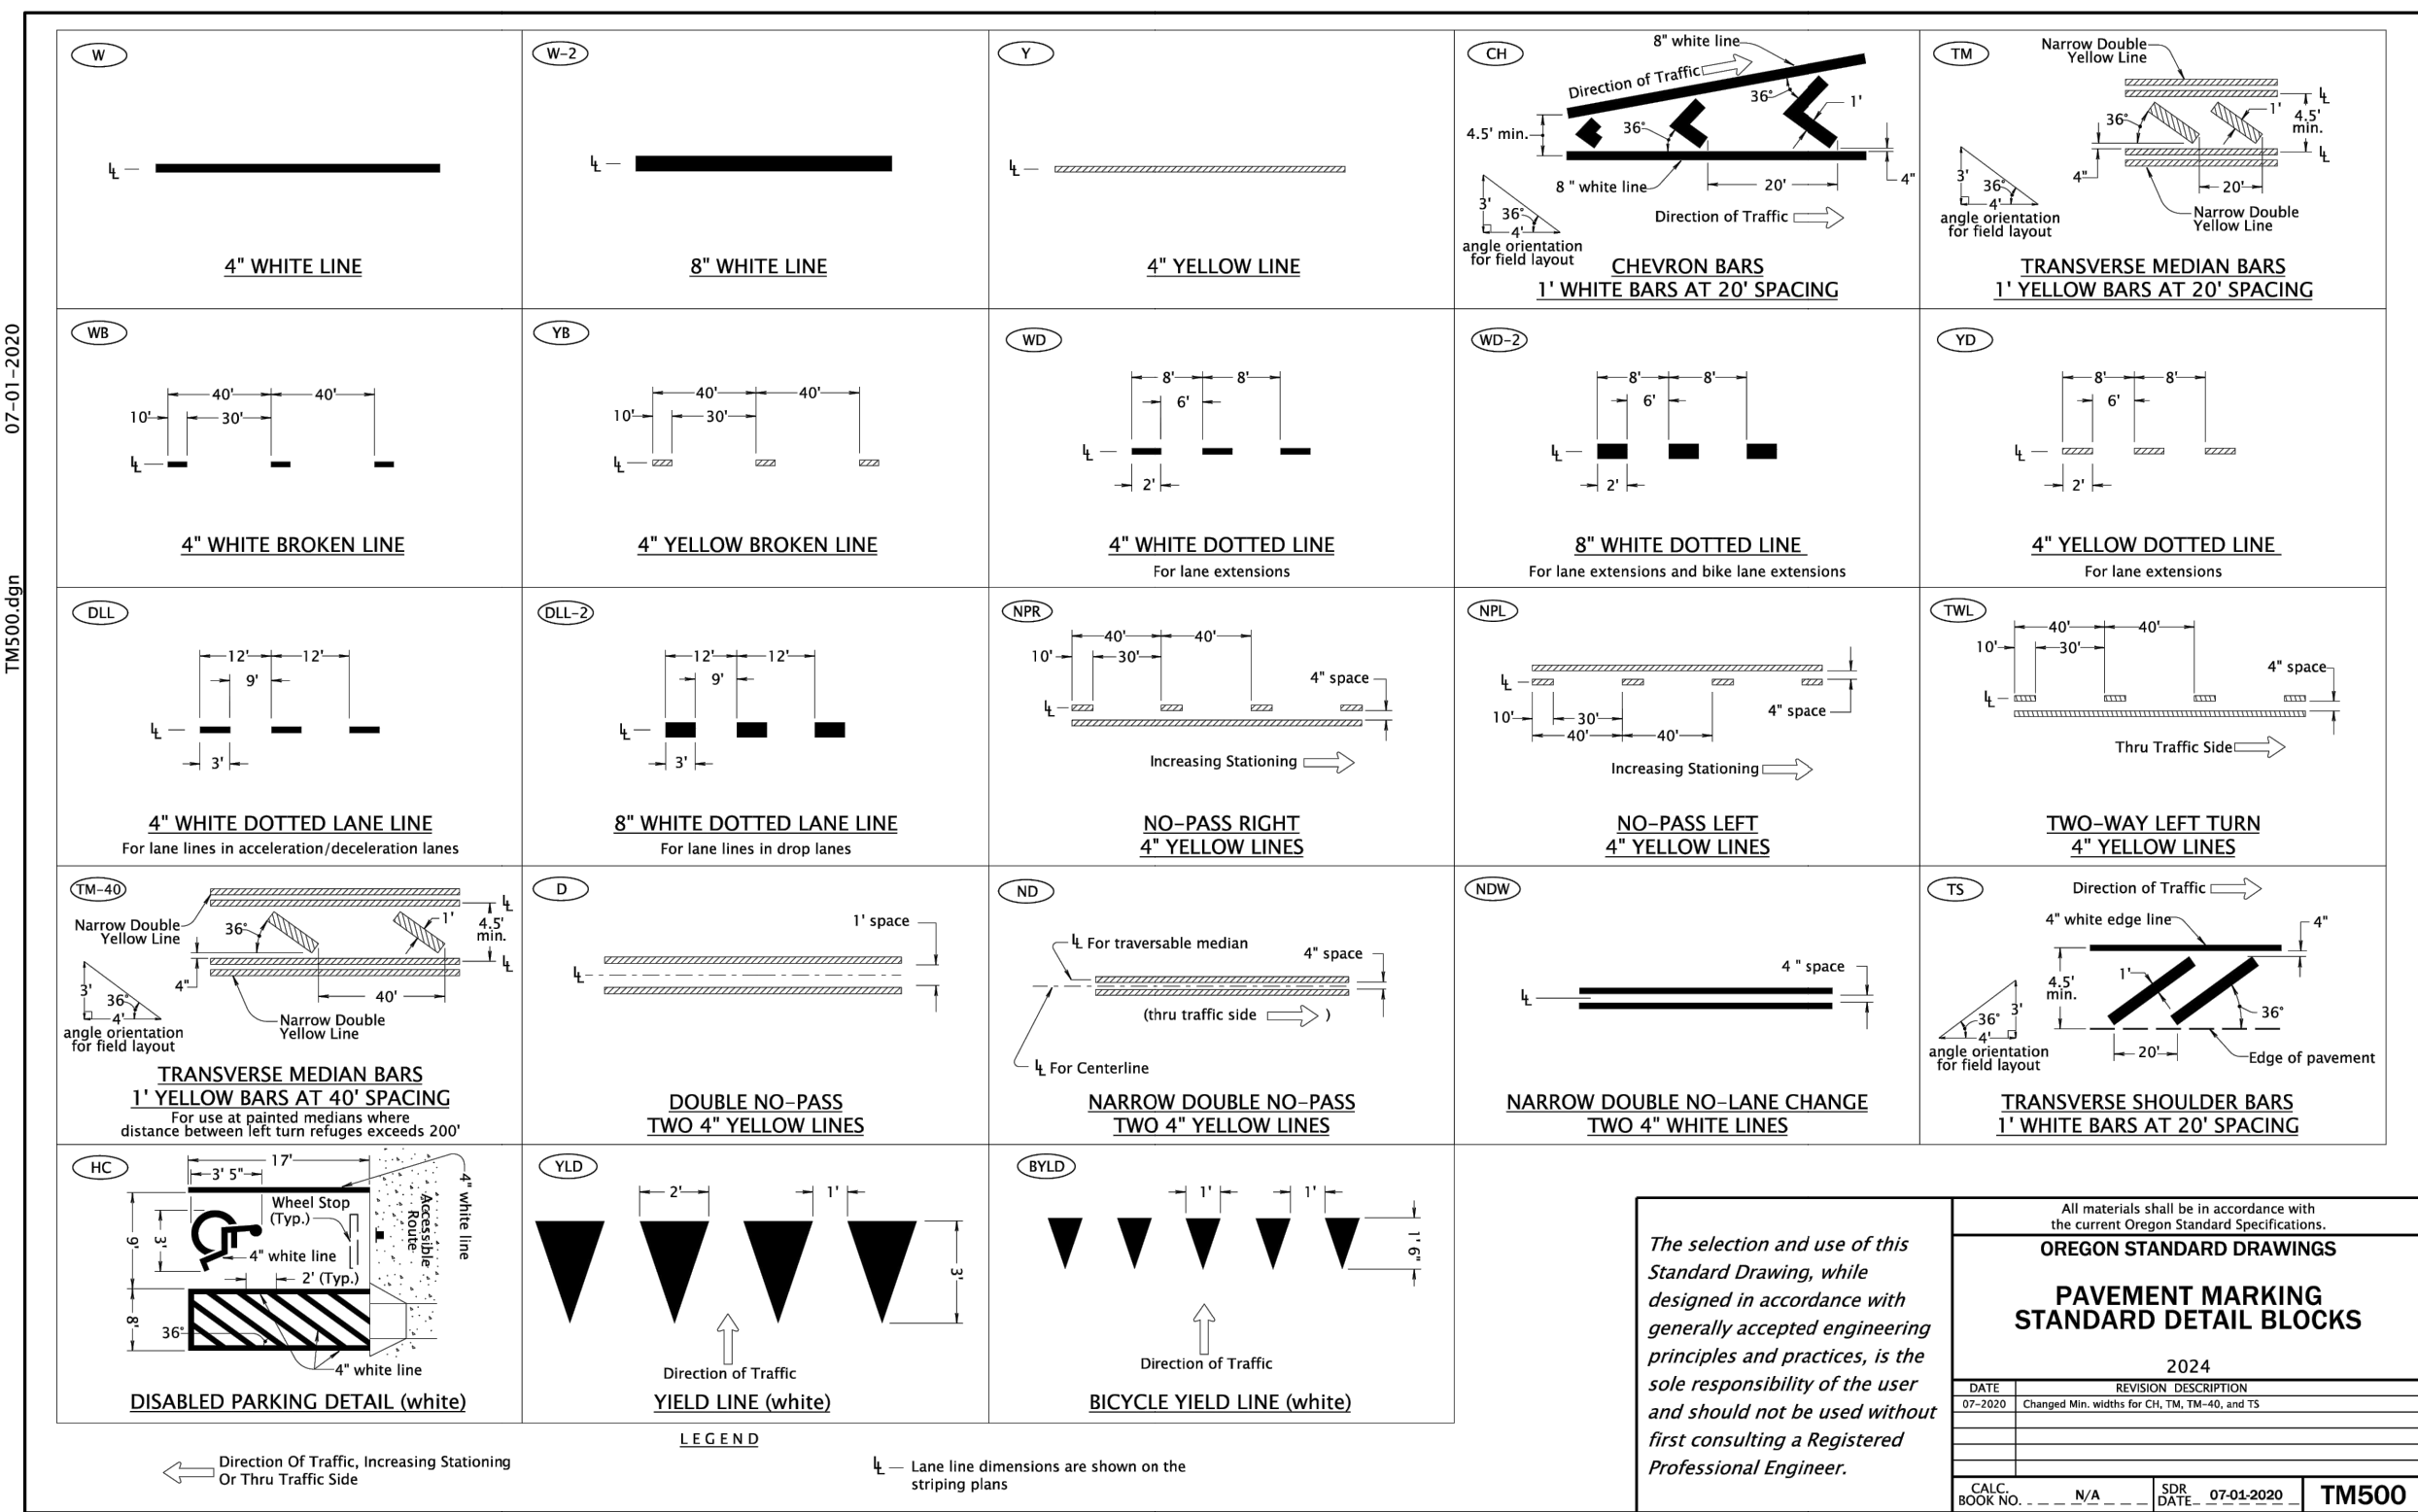 07-01-2020
TM500.dgn
W
LL
4" WHITE LINE
W-2
LL
8" WHITE LINE
Y
LL
4" YELLOW LINE
CH
8" white line
Direction of Traffic
36°
1'
4.5' min.
36°
8 " white line
20'
4"
3'
36°
4'
Direction of Traffic
angle orientation
for field layout
CHEVRON BARS
1' WHITE BARS AT 20' SPACING
TM
Narrow Double
Yellow Line
LL
36°
1'
4.5'
min.
LL
3'
36°
4'
4"
20'
angle orientation
for field layout
Narrow Double
Yellow Line
TRANSVERSE MEDIAN BARS
1' YELLOW BARS AT 20' SPACING
WB
40' 40'
10' 30'
LL
4" WHITE BROKEN LINE
YB
40' 40'
10' 30'
LL
4" YELLOW BROKEN LINE
WD
8' 8'
6'
LL
2'
4" WHITE DOTTED LINE
For lane extensions
WD-2
8' 8'
6'
LL
2'
8" WHITE DOTTED LINE
For lane extensions and bike lane extensions
YD
8' 8'
6'
LL
2'
4" YELLOW DOTTED LINE
For lane extensions
DLL
12' 12'
9'
LL
3'
4" WHITE DOTTED LANE LINE
For lane lines in acceleration/deceleration lanes
DLL-2
12' 12'
9'
LL
3'
8" WHITE DOTTED LANE LINE
For lane lines in drop lanes
NPR
40' 40'
10' 30'
4" space
LL
Increasing Stationing
NO-PASS RIGHT
4" YELLOW LINES
NPL
LL
10' 30'
4" space
40' 40'
Increasing Stationing
NO-PASS LEFT
4" YELLOW LINES
TWL
40' 40'
10' 30'
4" space
LL
Thru Traffic Side
TWO-WAY LEFT TURN
4" YELLOW LINES
TM-40
LL
Narrow Double
Yellow Line
36°
1'
4.5'
min.
LL
4"
3'
36°
4'
40'
angle orientation
for field layout
Narrow Double
Yellow Line
TRANSVERSE MEDIAN BARS
1' YELLOW BARS AT 40' SPACING
For use at painted medians where
distance between left turn refuges exceeds 200'
D
1' space
LL
DOUBLE NO-PASS
TWO 4" YELLOW LINES
ND
LL For traversable median
4" space
(thru traffic side )
LL For Centerline
NARROW DOUBLE NO-PASS
TWO 4" YELLOW LINES
NDW
4 " space
LL
NARROW DOUBLE NO-LANE CHANGE
TWO 4" WHITE LINES
TS
Direction of Traffic
4" white edge line
4"
4.5'
min.
1'
36°
3'
36°
4'
20'
Edge of pavement
angle orientation
for field layout
TRANSVERSE SHOULDER BARS
1' WHITE BARS AT 20' SPACING
HC
17'
3' 5"
Wheel Stop
(Typ.)
Accessible
Route
4" white line
9'
3'
4" white line
2' (Typ.)
8'
36°
4" white line
DISABLED PARKING DETAIL (white)
YLD
2' 1'
3'
Direction of Traffic
YIELD LINE (white)
BYLD
1' 1'
1' 6"
Direction of Traffic
BICYCLE YIELD LINE (white)
LEGEND
Direction Of Traffic, Increasing Stationing
Or Thru Traffic Side
LL Lane line dimensions are shown on the
striping plans
The selection and use of this
Standard Drawing, while
designed in accordance with
generally accepted engineering
principles and practices, is the
sole responsibility of the user
and should not be used without
first consulting a Registered
Professional Engineer.
All materials shall be in accordance with
the current Oregon Standard Specifications.
OREGON STANDARD DRAWINGS
PAVEMENT MARKING
STANDARD DETAIL BLOCKS
2024
DATE REVISION DESCRIPTION
07-2020 Changed Min. widths for CH, TM, TM-40, and TS
CALC.
BOOK NO. N/A
SDR
DATE 07-01-2020
TM500